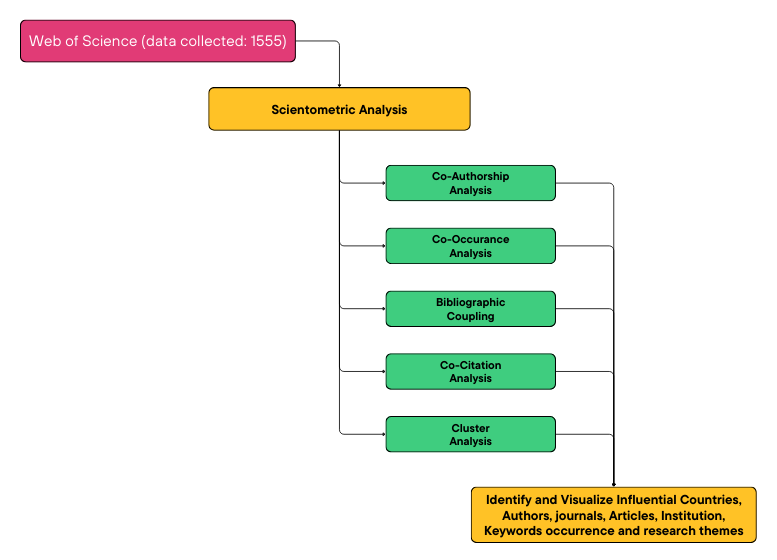 Web of Science (data collected: 1555)
Scientometric Analysis
Co-Authorship
Analysis
Co-Occurance
Analysis
Bibliographic
Coupling
Co-Citation
Analysis
Cluster
Analysis
Identify and Visualize Influential Countries,
Authors, journals, Articles, Institution,
Keywords occurrence and research themes